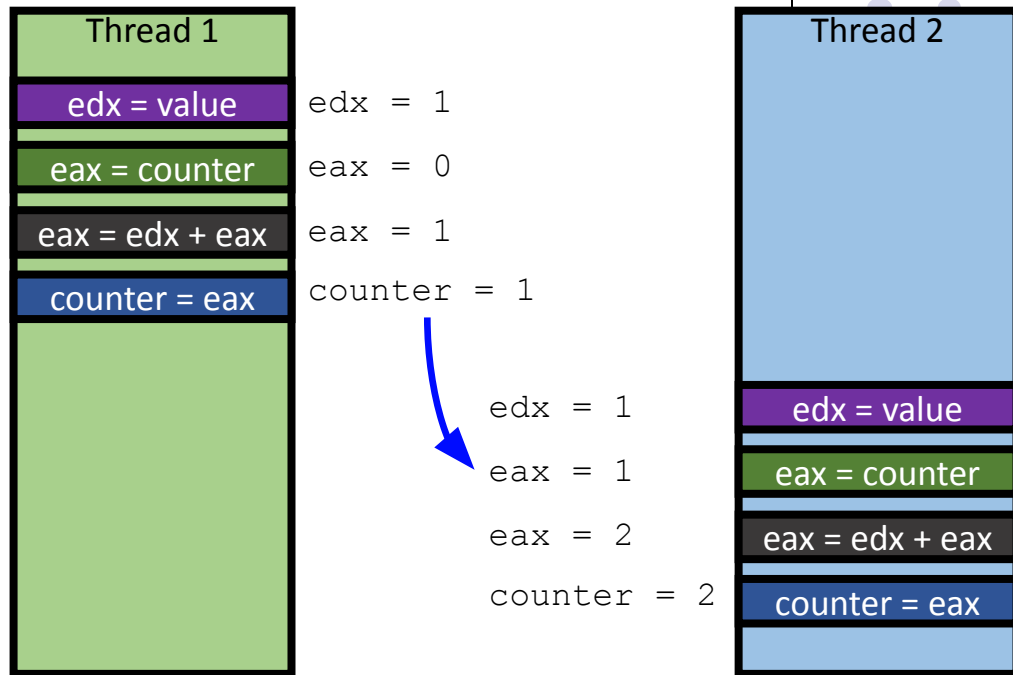 Thread 1
Thread 2
edx = value
edx = 1
eax = counter
eax = 0
eax = edx + eax
eax = 1
counter = eax
counter = 1
edx = 1
edx = value
eax = 1
eax = counter
eax = 2
eax = edx + eax
counter = 2
counter = eax